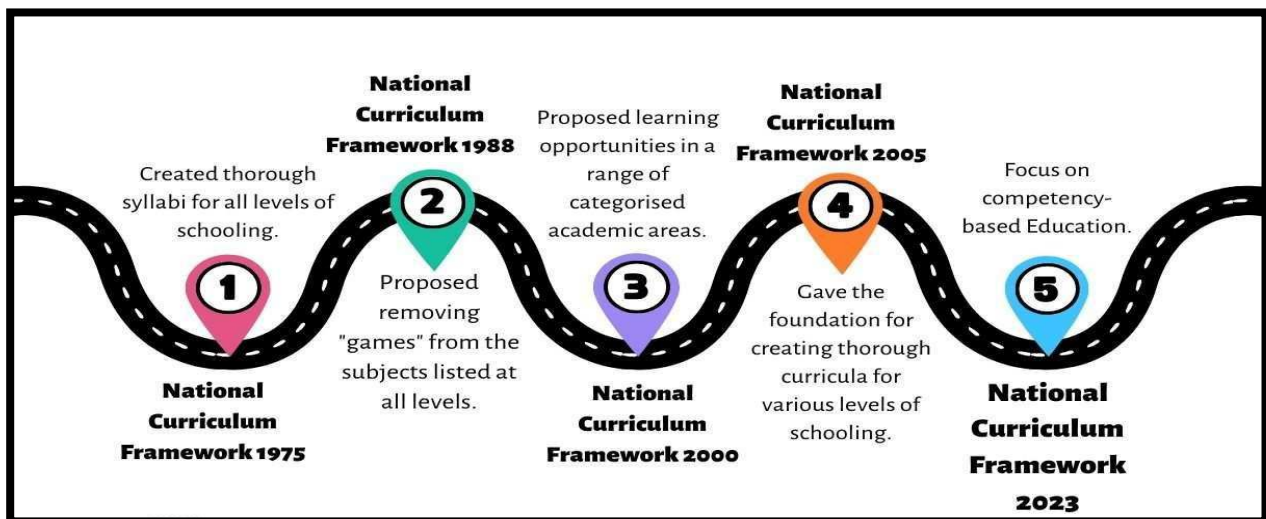 Created thorough
syllabi for all levels of
schooling.
1
National
Curriculum
Framework 1975
National
Curriculum
Framework 1988
2
Proposed
removing
"games" from the
subjects listed at
all levels.
Proposed learning
opportunities in a
range of
categorised
academic areas.
3
National
Curriculum
Framework 2000
National
Curriculum
Framework 2005
4
Gave the
foundation for
creating thorough
curricula for
various levels of
schooling.
Focus on
competency-
based Education.
5
National
Curriculum
Framework
2023